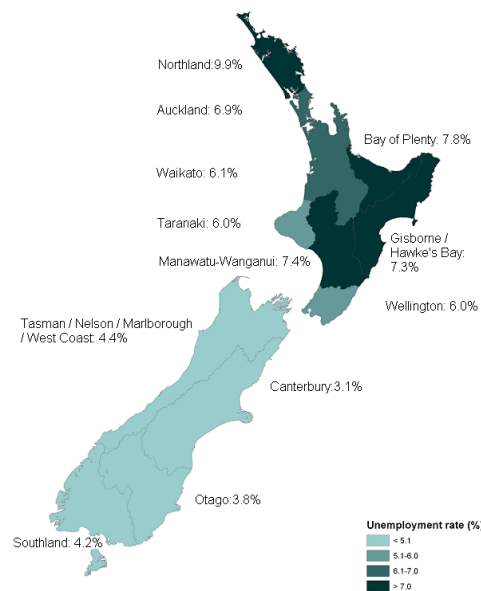 Northland: 9.9%
Auckland: 6.9%
Bay of Plenty: 7.8%
Waikato: 6.1%
Taranaki: 6.0%
Gisborne /
Hawke's Bay:
7.3%
Manawatu-Wanganui: 7.4%
Wellington: 6.0%
Tasman / Nelson / Marlborough
/ West Coast: 4.4%
Canterbury:3.1%
Otago:3.8%
Southland: 4.2%
Unemployment rate (%)
< 5.1
5.1-6.0
6.1-7.0
> 7.0